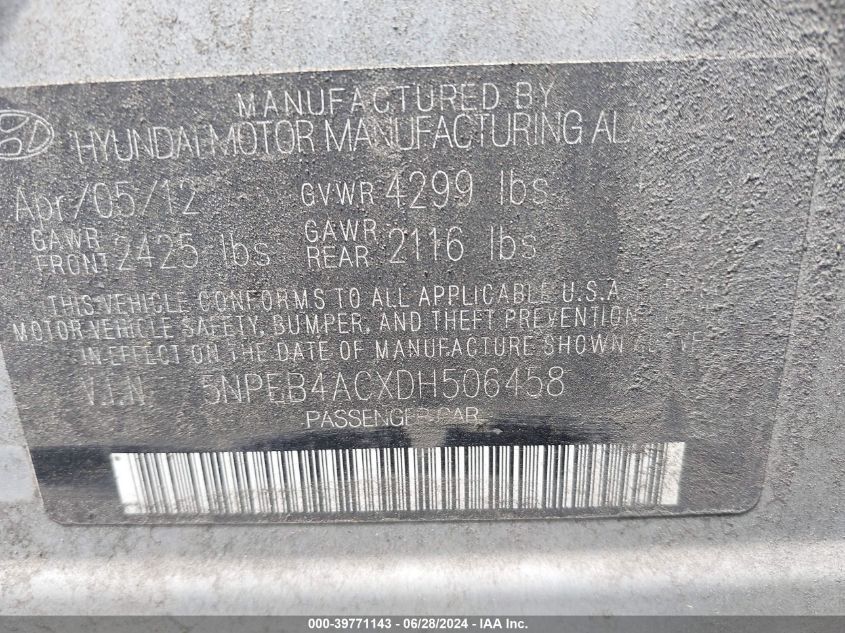 MANUFACTURED BY
HYUNDAI MOTOR MANUFACTURING
Apr/05/12 GVWR 4299 lbs
GAWR FRONT 2425 lbs GAWR REAR 2116 lbs
THIS VEHICLE CONFORMS TO ALL APPLICABLE U.S.A
MOTOR VEHICLE SAFETY, BUMPER, AND THEFT PREVENTION
IN EFFECT ON THE DATE OF MANUFACTURE SHOWN
V.I.N 5NPEB4ACXDH506458
PASSENGER CAR
000-39771143 | 06/28/2024 - IAA Inc.